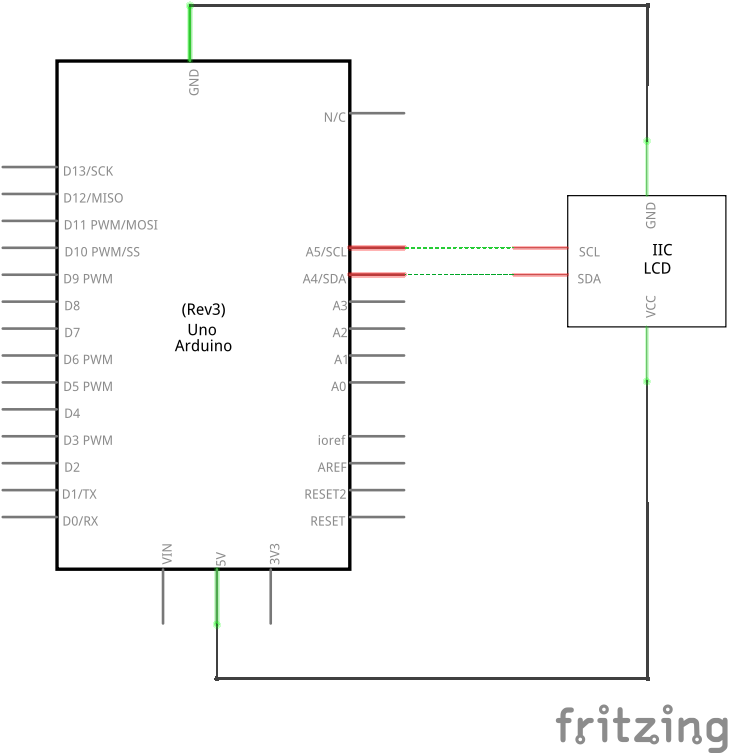 GND
N/C
D13/SCK
D12/MISO
D11 PWM/MOSI
D10 PWM/SS
D9 PWM
D8
D7
D6 PWM
D5 PWM
D4
D3 PWM
D2
D1/TX
D0/RX
(Rev3)
Uno
Arduino
A5/SCL
A4/SDA
A3
A2
A1
A0
ioref
AREF
RESET2
RESET
VIN
5V
3V3
GND
SCL
SDA
IIC
LCD
VCC
fritzing